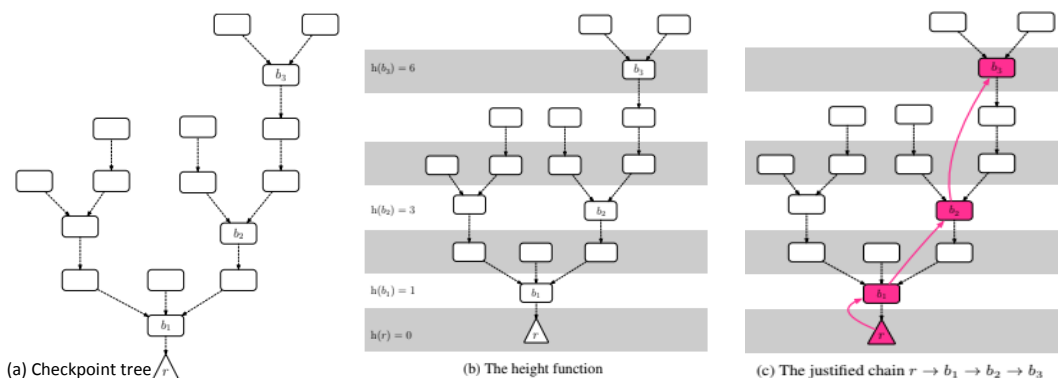 b₃
b₂
b₁
r
(a) Checkpoint tree
h(b₃) = 6
b₃
h(b₂) = 3
b₂
h(b₁) = 1
b₁
h(r) = 0
r
(b) The height function
b₃
b₂
b₁
r
(c) The justified chain r → b₁ → b₂ → b₃